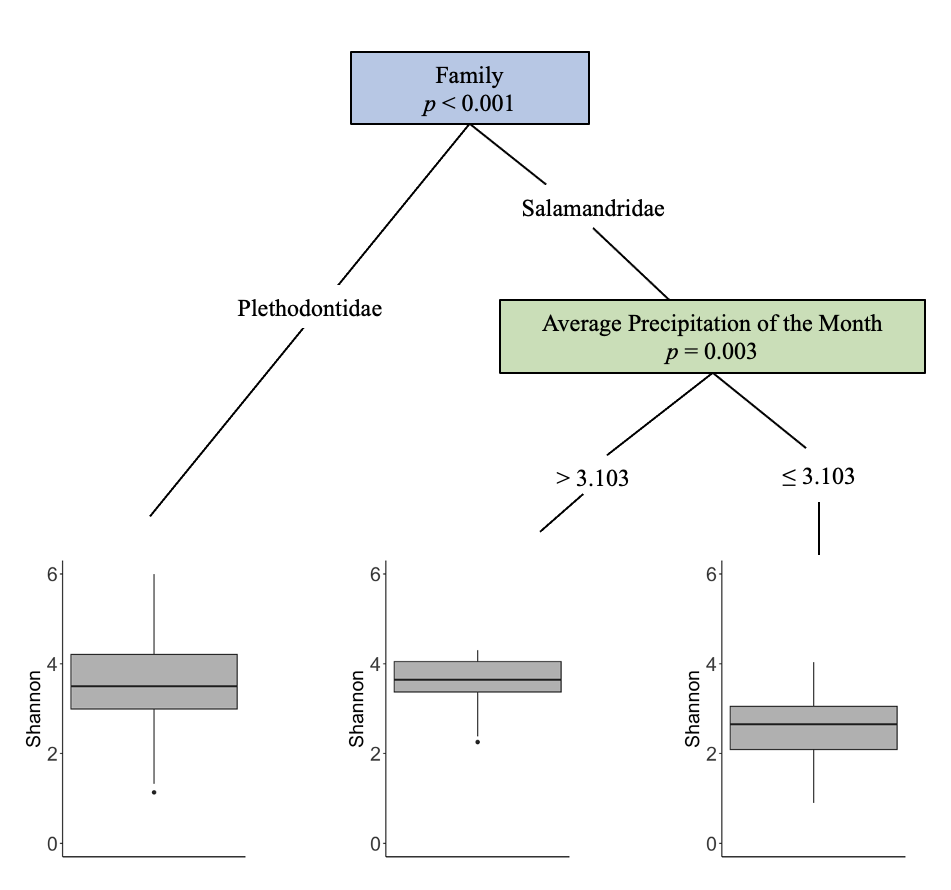 Family
p < 0.001
Salamandridae
Plethodontidae
Average Precipitation of the Month
p = 0.003
> 3.103
≤ 3.103
6
4
2
0
Shannon
6
4
2
0
Shannon
6
4
2
0
Shannon